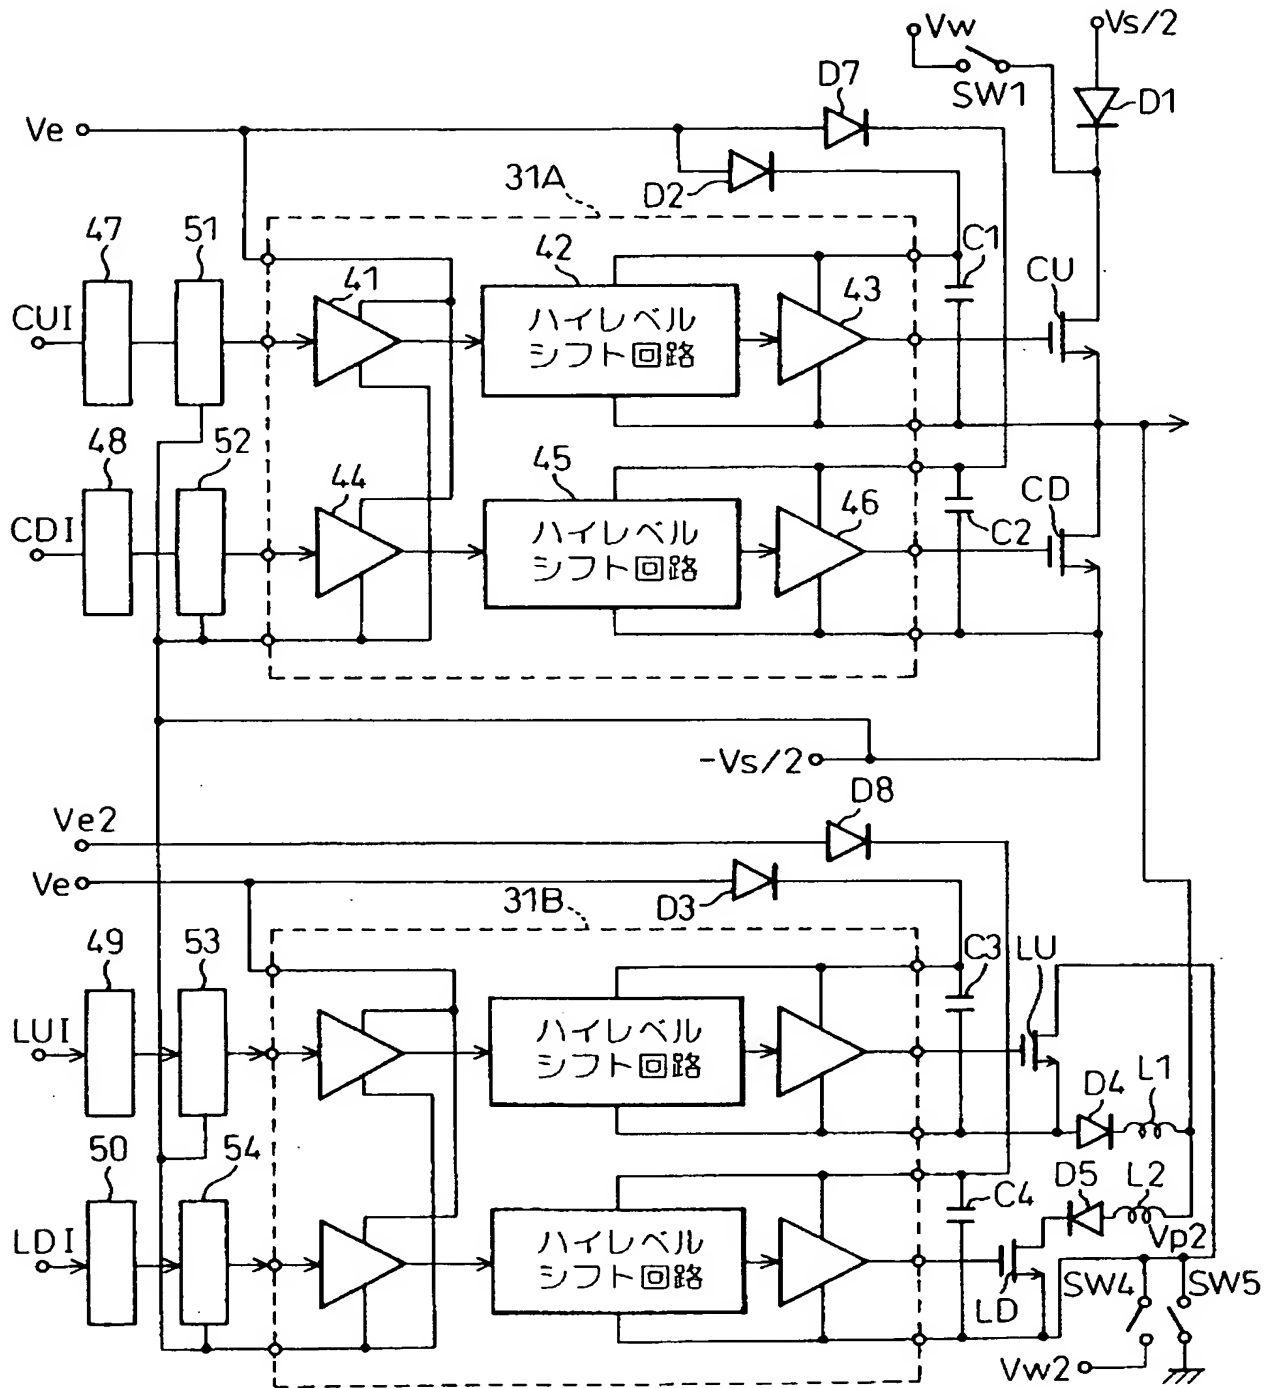 Vw
Vs/2
SW1
D1
D7
Ve
D2
31A
47
51
41
42
43
C1
CU
CUI
ハイレベル
シフト回路
48
52
44
45
46
C2
CD
CDI
ハイレベル
シフト回路
-Vs/2
D8
Ve2
Ve
D3
31B
49
53
C3
LU
LUI
ハイレベル
シフト回路
D4
L1
50
54
C4
D5
L2
Vp2
LDI
ハイレベル
シフト回路
LD
SW4
SW5
Vw2